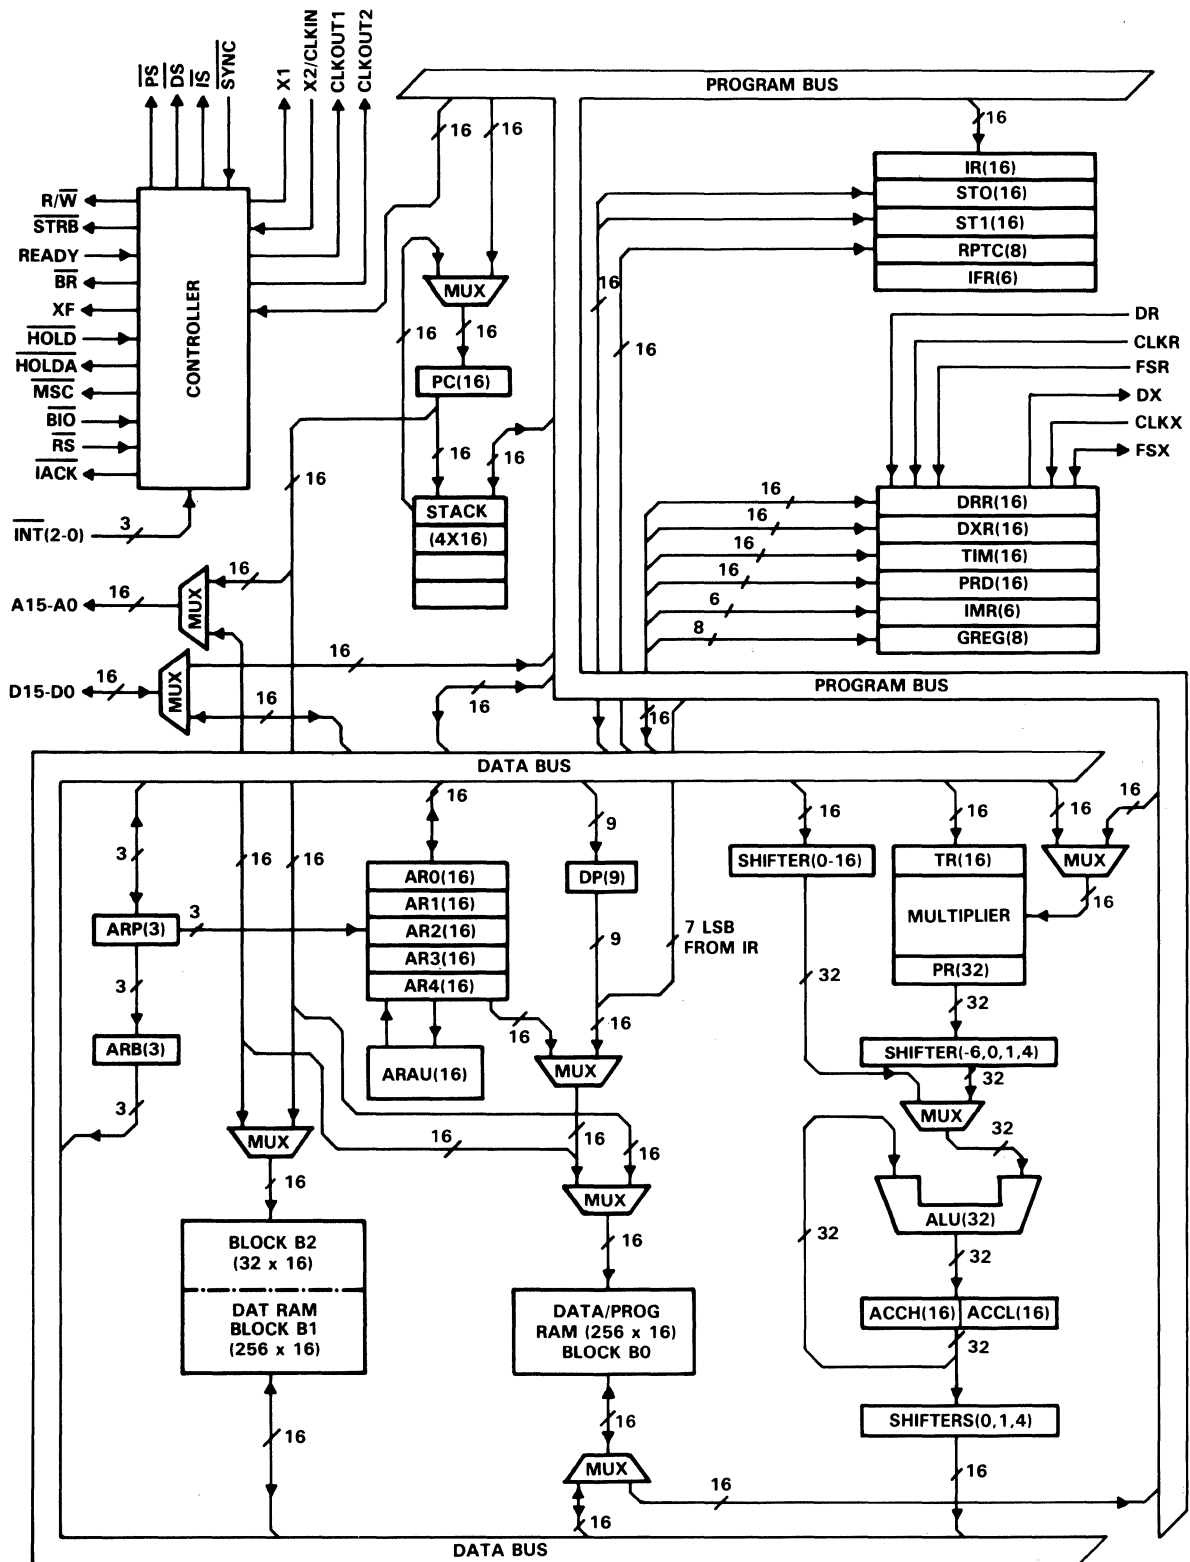 PS
DS
IS
SYNC
X1
X2/CLKIN
CLKOUT1
CLKOUT2
PROGRAM BUS
16
16
16
R/W
STRB
READY
BR
XF
HOLD
HOLDA
MSC
BIO
RS
IACK
CONTROLLER
INT(2-0)
3
IR(16)
STO(16)
ST1(16)
RPTC(8)
IFR(6)
MUX
16
16
PC(16)
16
16
16
STACK
(4X16)
16
16
DR
CLKR
FSR
DX
CLKX
FSX
16
16
16
16
6
8
DRR(16)
DXR(16)
TIM(16)
PRD(16)
IMR(6)
GREG(8)
A15-A0
16
MUX
16
D15-D0
16
MUX
16
16
16
16
PROGRAM BUS
DATA BUS
3
16
16
16
9
16
16
16
16
ARP(3)
3
3
ARB(3)
3
AR0(16)
AR1(16)
AR2(16)
AR3(16)
AR4(16)
ARAU(16)
DP(9)
9
7 LSB
FROM IR
16
16
MUX
SHIFTER(0-16)
32
TR(16)
MULTIPLIER
PR(32)
MUX
16
32
SHIFTER(-6,0,1,4)
32
MUX
32
MUX
16
16
16
16
MUX
16
ALU(32)
32
32
BLOCK B2
(32 x 16)
DAT RAM
BLOCK B1
(256 x 16)
DATA/PROG
RAM (256 x 16)
BLOCK B0
ACCH(16)
ACCL(16)
32
SHIFTERS(0,1,4)
16
16
16
MUX
16
16
DATA BUS